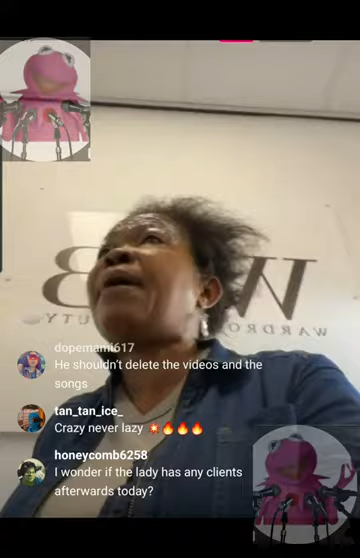 B W
UTY WARDRO
dopemami617
He shouldn't delete the videos and the
songs
tan_tan_ice_
Crazy never lazy 💥🔥🔥🔥🔥
honeycomb6258
I wonder if the lady has any clients
afterwards today?